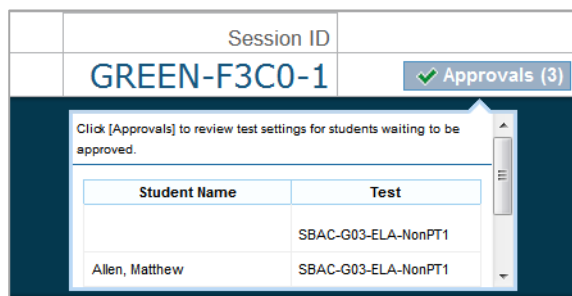 Session ID
GREEN-F3C0-1
Approvals (3)
Click [Approvals] to review test settings for students waiting to be
approved.
Student Name Test
SBAC-G03-ELA-NonPT1
Allen, Matthew SBAC-G03-ELA-NonPT1